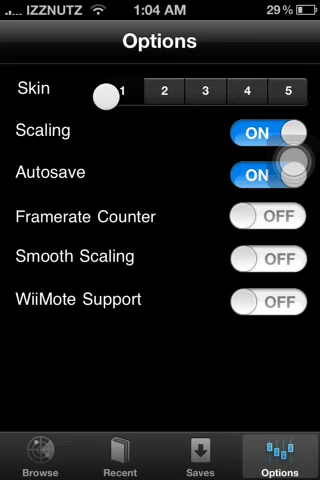 ..... IZZNUTZ 1:04 AM 29%
Options
Skin 1 2 3 4 5
Scaling ON
Autosave ON
Framerate Counter OFF
Smooth Scaling OFF
WiiMote Support OFF
Browse Recent Saves Options